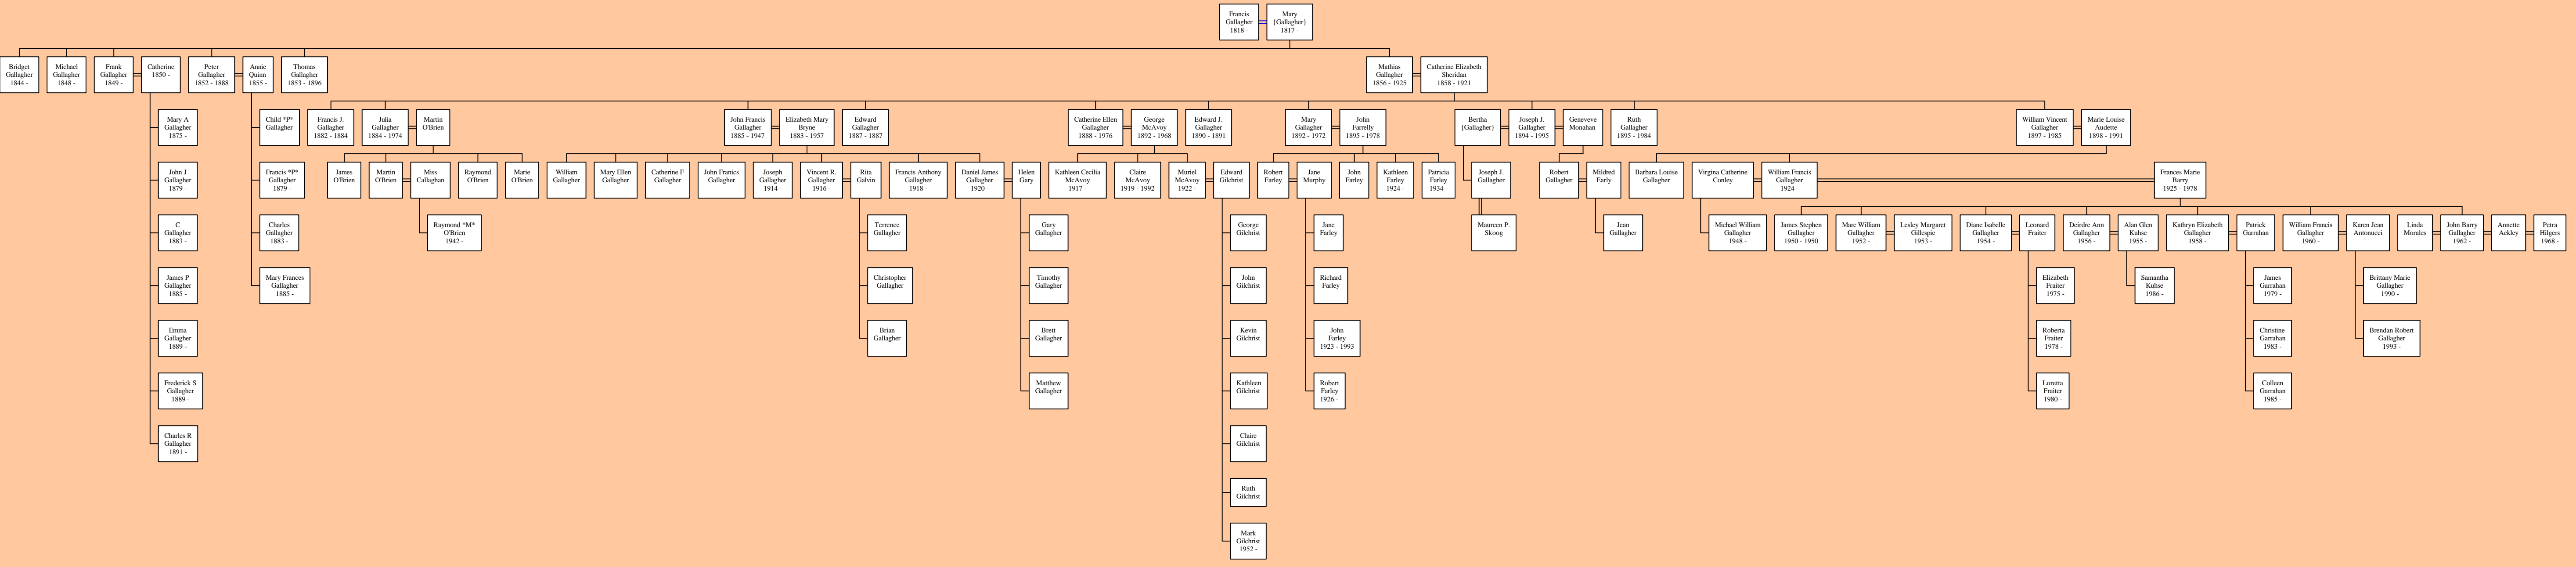 Francis
Gallagher
1818 -
Mary
{Gallagher}
1817 -
Bridget
Gallagher
1844 -
Michael
Gallagher
1848 -
Frank
Gallagher
1849 -
Catherine
1850 -
Peter
Gallagher
1852 - 1888
Annie
Quinn
1855 -
Thomas
Gallagher
1853 - 1896
Mathias
Gallagher
1856 - 1925
Catherine Elizabeth
Sheridan
1858 - 1921
Mary A
Gallagher
1875 -
Child *P*
Gallagher
Francis J.
Gallagher
1882 - 1884
Julia
Gallagher
1884 - 1974
Martin
O'Brien
John Francis
Gallagher
1885 - 1947
Elizabeth Mary
Bryne
1883 - 1957
Edward
Gallagher
1887 - 1887
Catherine Ellen
Gallagher
1888 - 1976
George
McAvoy
1892 - 1968
Edward J.
Gallagher
1890 - 1891
Mary
Gallagher
1892 - 1972
John
Farrelly
1895 - 1978
Bertha
{Gallagher}
Joseph J.
Gallagher
1894 - 1995
Geneveve
Monahan
Ruth
Gallagher
1895 - 1984
William Vincent
Gallagher
1897 - 1985
Marie Louise
Audette
1898 - 1991
John J
Gallagher
1879 -
Francis *P*
Gallagher
1879 -
James
O'Brien
Martin
O'Brien
Miss
Callaghan
Raymond
O'Brien
Marie
O'Brien
William
Gallagher
Mary Ellen
Gallagher
Catherine F
Gallagher
John Franics
Gallagher
Joseph
Gallagher
1914 -
Vincent R.
Gallagher
1916 -
Rita
Galvin
Francis Anthony
Gallagher
1918 -
Daniel James
Gallagher
1920 -
Helen
Gary
Kathleen Cecilia
McAvoy
1917 -
Claire
McAvoy
1919 - 1992
Muriel
McAvoy
1922 -
Edward
Gilchrist
Robert
Farley
Jane
Murphy
John
Farley
Kathleen
Farley
1924 -
Patricia
Farley
1934 -
Joseph J.
Gallagher
Robert
Gallagher
Mildred
Early
Barbara Louise
Gallagher
Virgina Catherine
Conley
William Francis
Gallagher
1924 -
Frances Marie
Barry
1925 - 1978
C
Gallagher
1883 -
Charles
Gallagher
1883 -
Raymond *M*
O'Brien
1942 -
Terrence
Gallagher
Gary
Gallagher
George
Gilchrist
Jane
Farley
Maureen P.
Skoog
Jean
Gallagher
Michael William
Gallagher
1948 -
James Stephen
Gallagher
1950 - 1950
Marc William
Gallagher
1952 -
Lesley Margaret
Gillespie
1953 -
Diane Isabelle
Gallagher
1954 -
Leonard
Fraiter
Deirdre Ann
Gallagher
1956 -
Alan Glen
Kuhse
1955 -
Kathryn Elizabeth
Gallagher
1958 -
Patrick
Garrahan
William Francis
Gallagher
1960 -
Karen Jean
Antonucci
Linda
Morales
John Barry
Gallagher
1962 -
Annette
Ackley
Petra
Hilgers
1968 -
James P
Gallagher
1885 -
Mary Frances
Gallagher
1885 -
Christopher
Gallagher
Timothy
Gallagher
John
Gilchrist
Richard
Farley
Elizabeth
Fraiter
1975 -
Samantha
Kuhse
1986 -
James
Garrahan
1979 -
Brittany Marie
Gallagher
1990 -
Emma
Gallagher
1889 -
Brian
Gallagher
Brett
Gallagher
Kevin
Gilchrist
John
Farley
1923 - 1993
Roberta
Fraiter
1978 -
Christine
Garrahan
1983 -
Brendan Robert
Gallagher
1993 -
Frederick S
Gallagher
1889 -
Matthew
Gallagher
Kathleen
Gilchrist
Robert
Farley
1926 -
Loretta
Fraiter
1980 -
Colleen
Garrahan
1985 -
Charles R
Gallagher
1891 -
Claire
Gilchrist
Ruth
Gilchrist
Mark
Gilchrist
1952 -